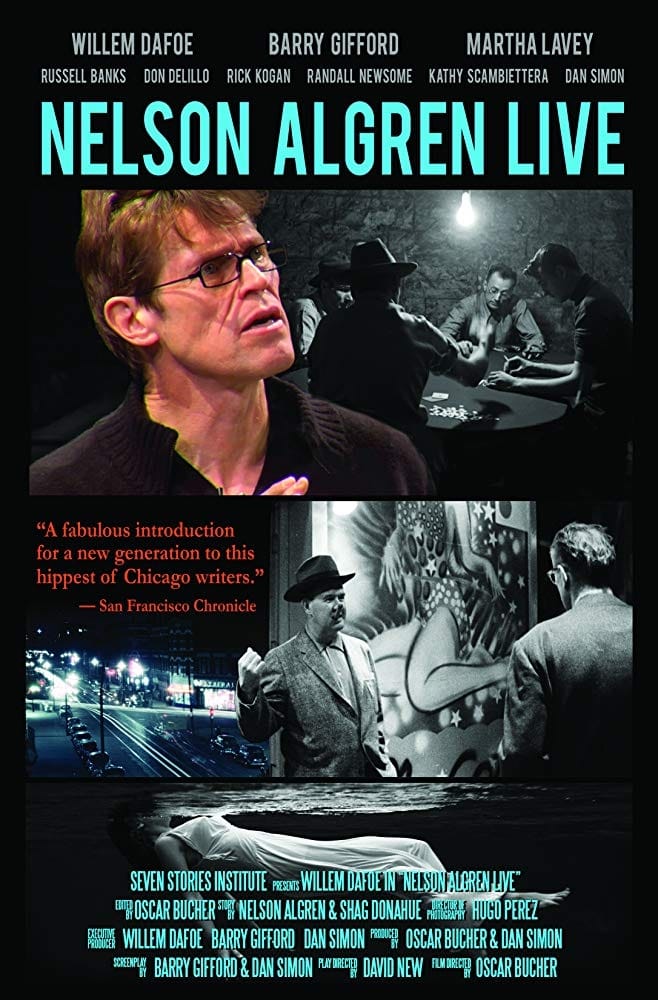 WILLEM DAFOE BARRY GIFFORD MARTHA LAVEY
RUSSELL BANKS DON DELILLO RICK KOGAN RANDALL NEWSOME KATHY SCAMBIETTERA DAN SIMON
NELSON ALGREN LIVE
“A fabulous introduction
for a new generation to this
hippest of Chicago writers.”
— San Francisco Chronicle
SEVEN STORIES INSTITUTE PRESENTS WILLEM DAFOE IN “NELSON ALGREN LIVE”
EDITED BY OSCAR BUCHER STORY BY NELSON ALGREN & SHAG DONAHUE DIRECTOR OF PHOTOGRAPHY HUGO PEREZ
EXECUTIVE PRODUCER WILLEM DAFOE BARRY GIFFORD DAN SIMON PRODUCED BY OSCAR BUCHER & DAN SIMON
SCREENPLAY BY BARRY GIFFORD & DAN SIMON PLAY DIRECTED BY DAVID NEW FILM DIRECTED BY OSCAR BUCHER